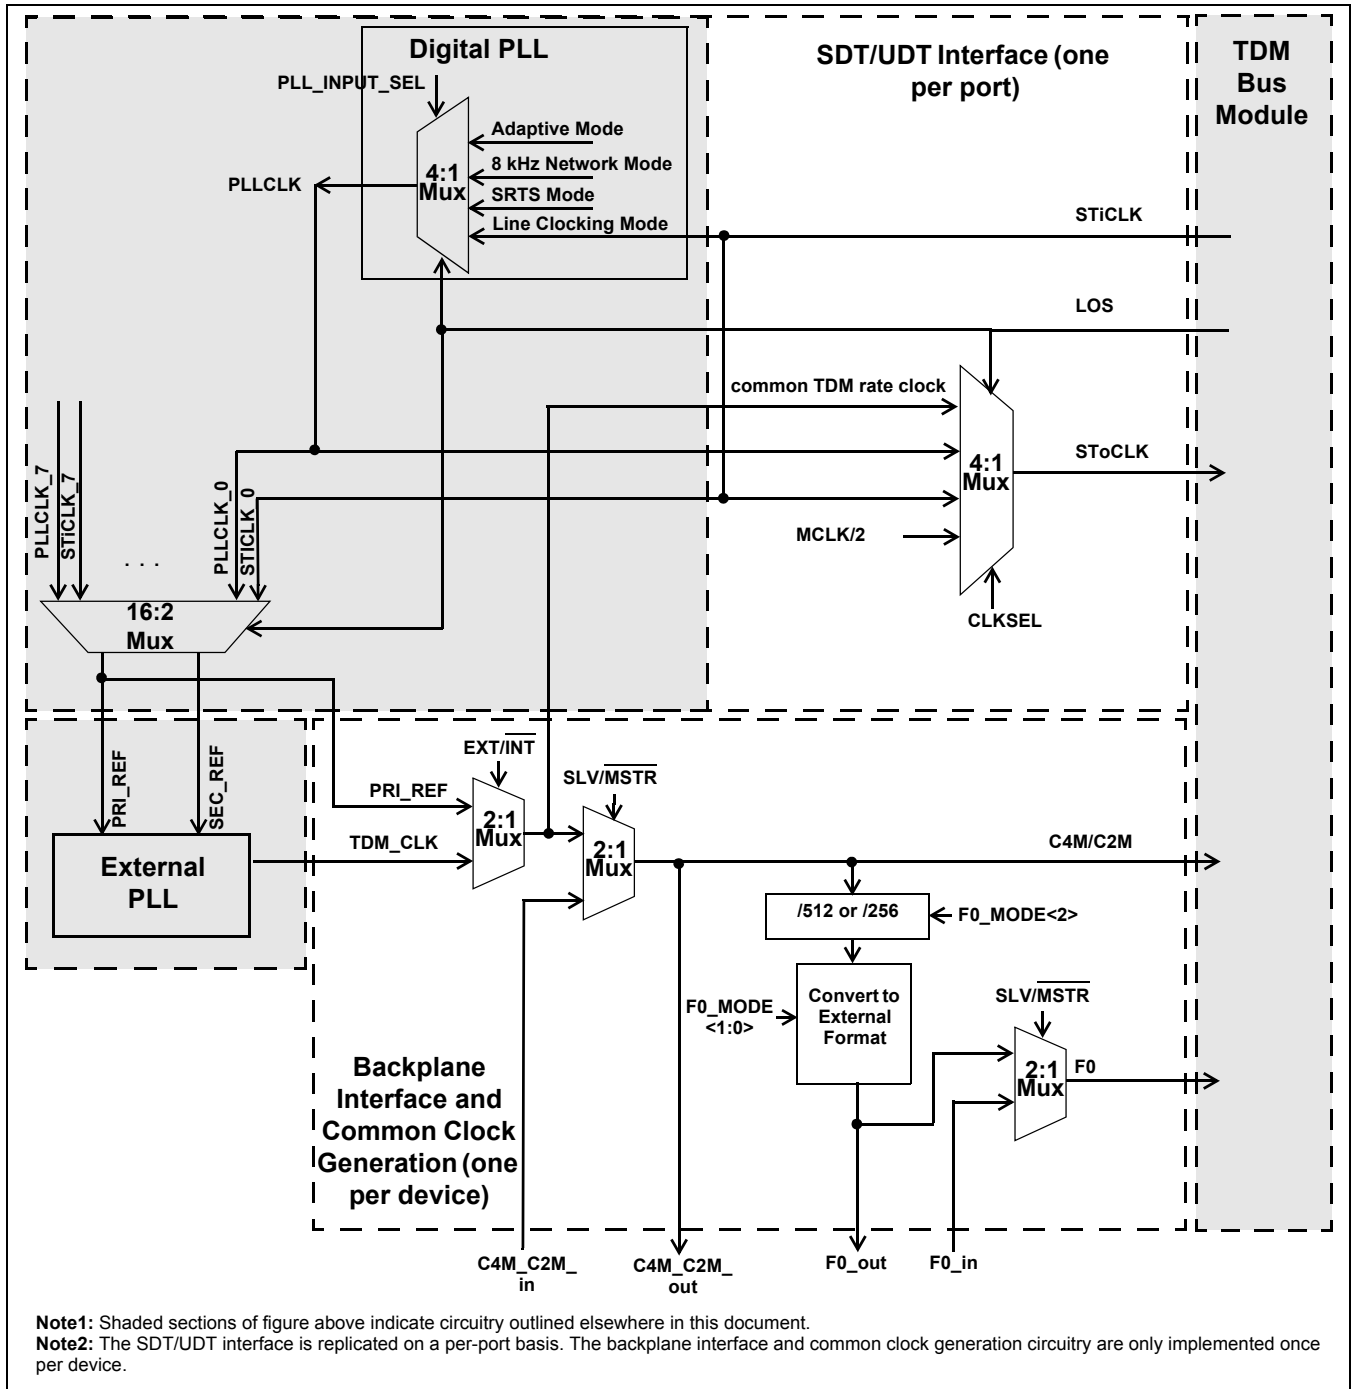 Digital PLL
SDT/UDT Interface (one
per port)
TDM
Bus
Module
PLL_INPUT_SEL
Adaptive Mode
8 kHz Network Mode
SRTS Mode
Line Clocking Mode
4:1
Mux
PLLCLK
STiCLK
LOS
common TDM rate clock
4:1
Mux
SToCLK
MCLK/2
CLKSEL
PLLCLK_7
STiCLK_7
. . .
PLLCLK_0
STICLK_0
16:2
Mux
PRI_REF
SEC_REF
External
PLL
EXT/INT
PRI_REF
TDM_CLK
2:1
Mux
SLV/MSTR
2:1
Mux
C4M/C2M
/512 or /256
F0_MODE<2>
F0_MODE
<1:0>
Convert to
External
Format
SLV/MSTR
2:1
Mux
F0
Backplane
Interface and
Common Clock
Generation (one
per device)
C4M_C2M_
in
C4M_C2M_
out
F0_out
F0_in
Note1: Shaded sections of figure above indicate circuitry outlined elsewhere in this document.
Note2: The SDT/UDT interface is replicated on a per-port basis. The backplane interface and common clock generation circuitry are only implemented once
per device.